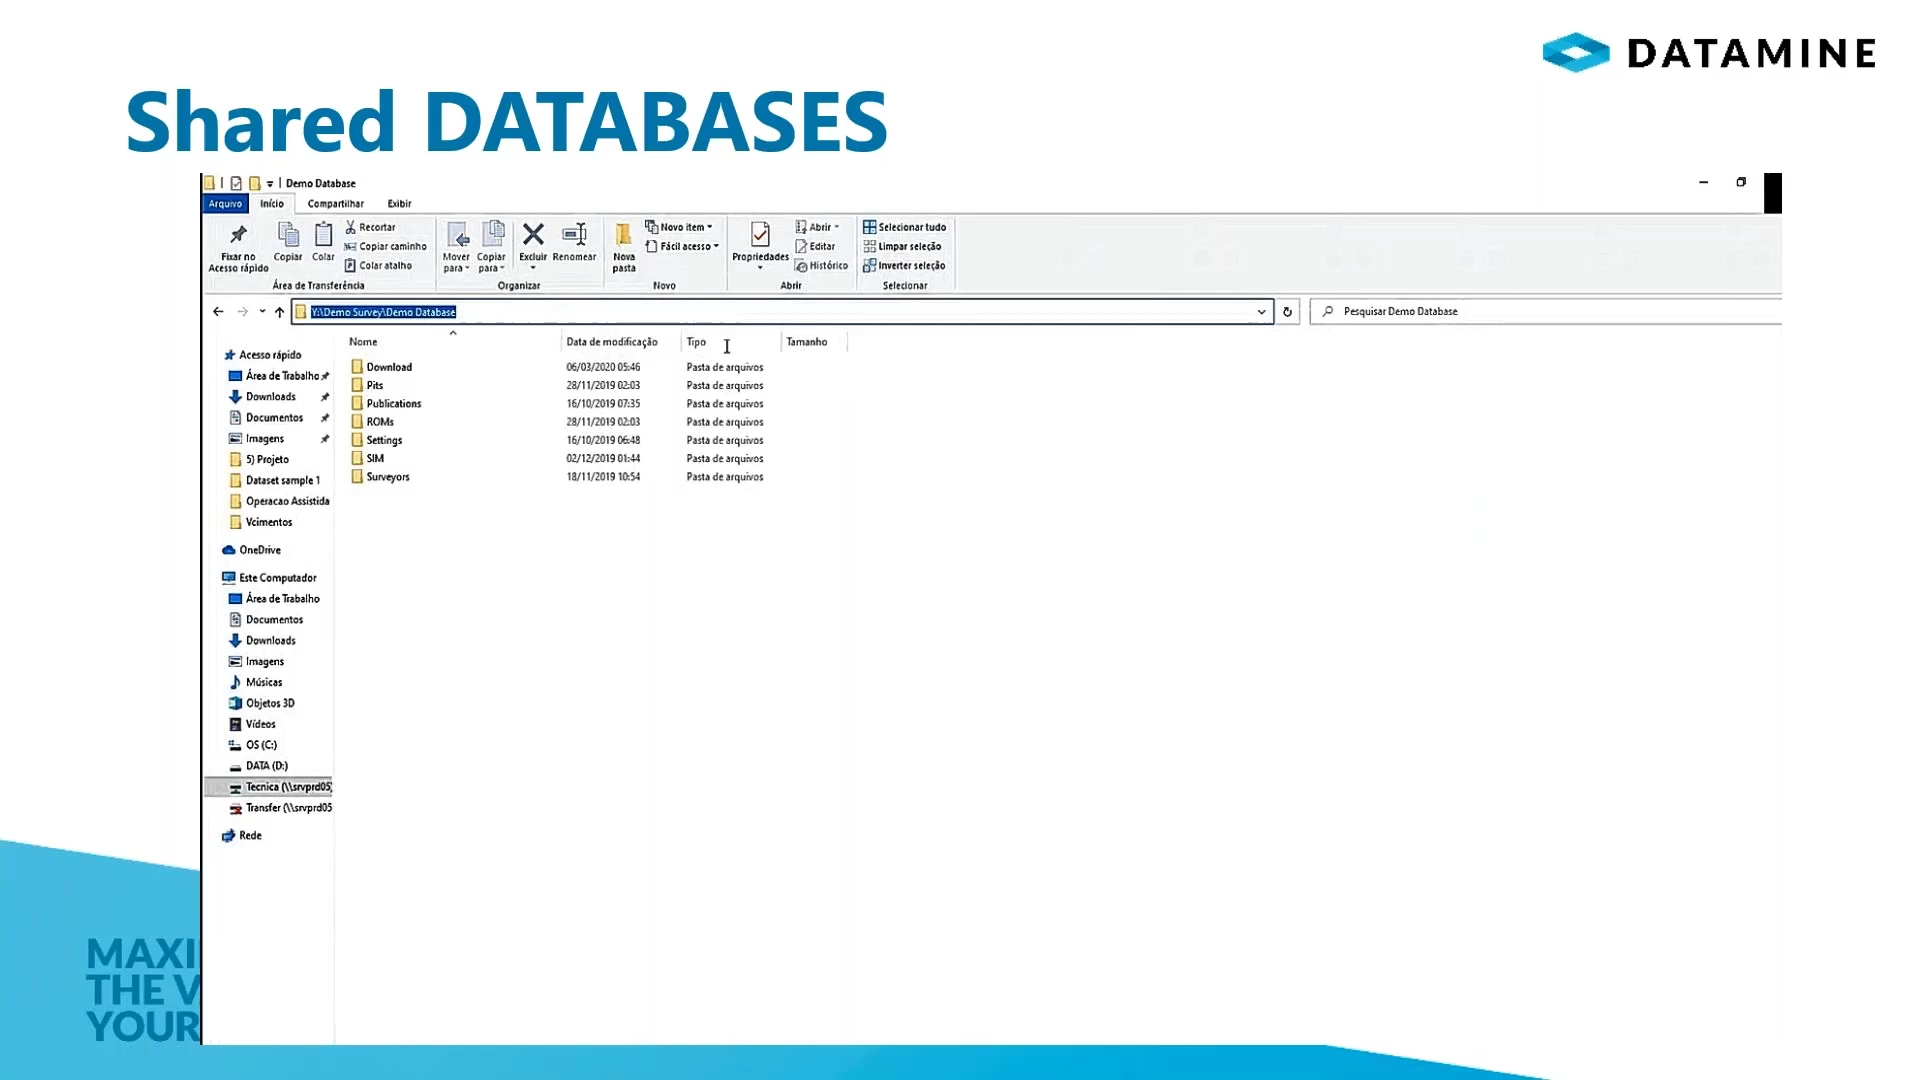 DATAMINE
Shared DATABASES
Demo Database
Arquivo Início Compartilhar Exibir
Fixar no Acesso rápido
Copiar
Colar
Recortar
Copiar caminho
Colar atalho
Área de Transferência
Mover para
Copiar para
Excluir
Renomear
Organizar
Nova pasta
Novo item
Fácil acesso
Novo
Propriedades
Abrir
Editar
Histórico
Abrir
Selecionar tudo
Limpar seleção
Inverter seleção
Selecionar
Y:\Demo Survey\Demo Database
Pesquisar Demo Database
Nome Data de modificação Tipo Tamanho
Download 06/03/2020 05:46 Pasta de arquivos
Pits 28/11/2019 02:03 Pasta de arquivos
Publications 16/10/2019 07:35 Pasta de arquivos
ROMs 28/11/2019 02:03 Pasta de arquivos
Settings 16/10/2019 06:48 Pasta de arquivos
SIM 02/12/2019 01:44 Pasta de arquivos
Surveyors 18/11/2019 10:54 Pasta de arquivos
Acesso rápido
Área de Trabalho
Downloads
Documentos
Imagens
5) Projeto
Dataset sample 1
Operacao Assistida
Vcimentos
OneDrive
Este Computador
Área de Trabalho
Documentos
Downloads
Imagens
Músicas
Objetos 3D
Vídeos
OS (C:)
DATA (D:)
Tecnica (\\srvprd05)
Transfer (\\srvprd05
Rede
MAXI
THE V
YOUR